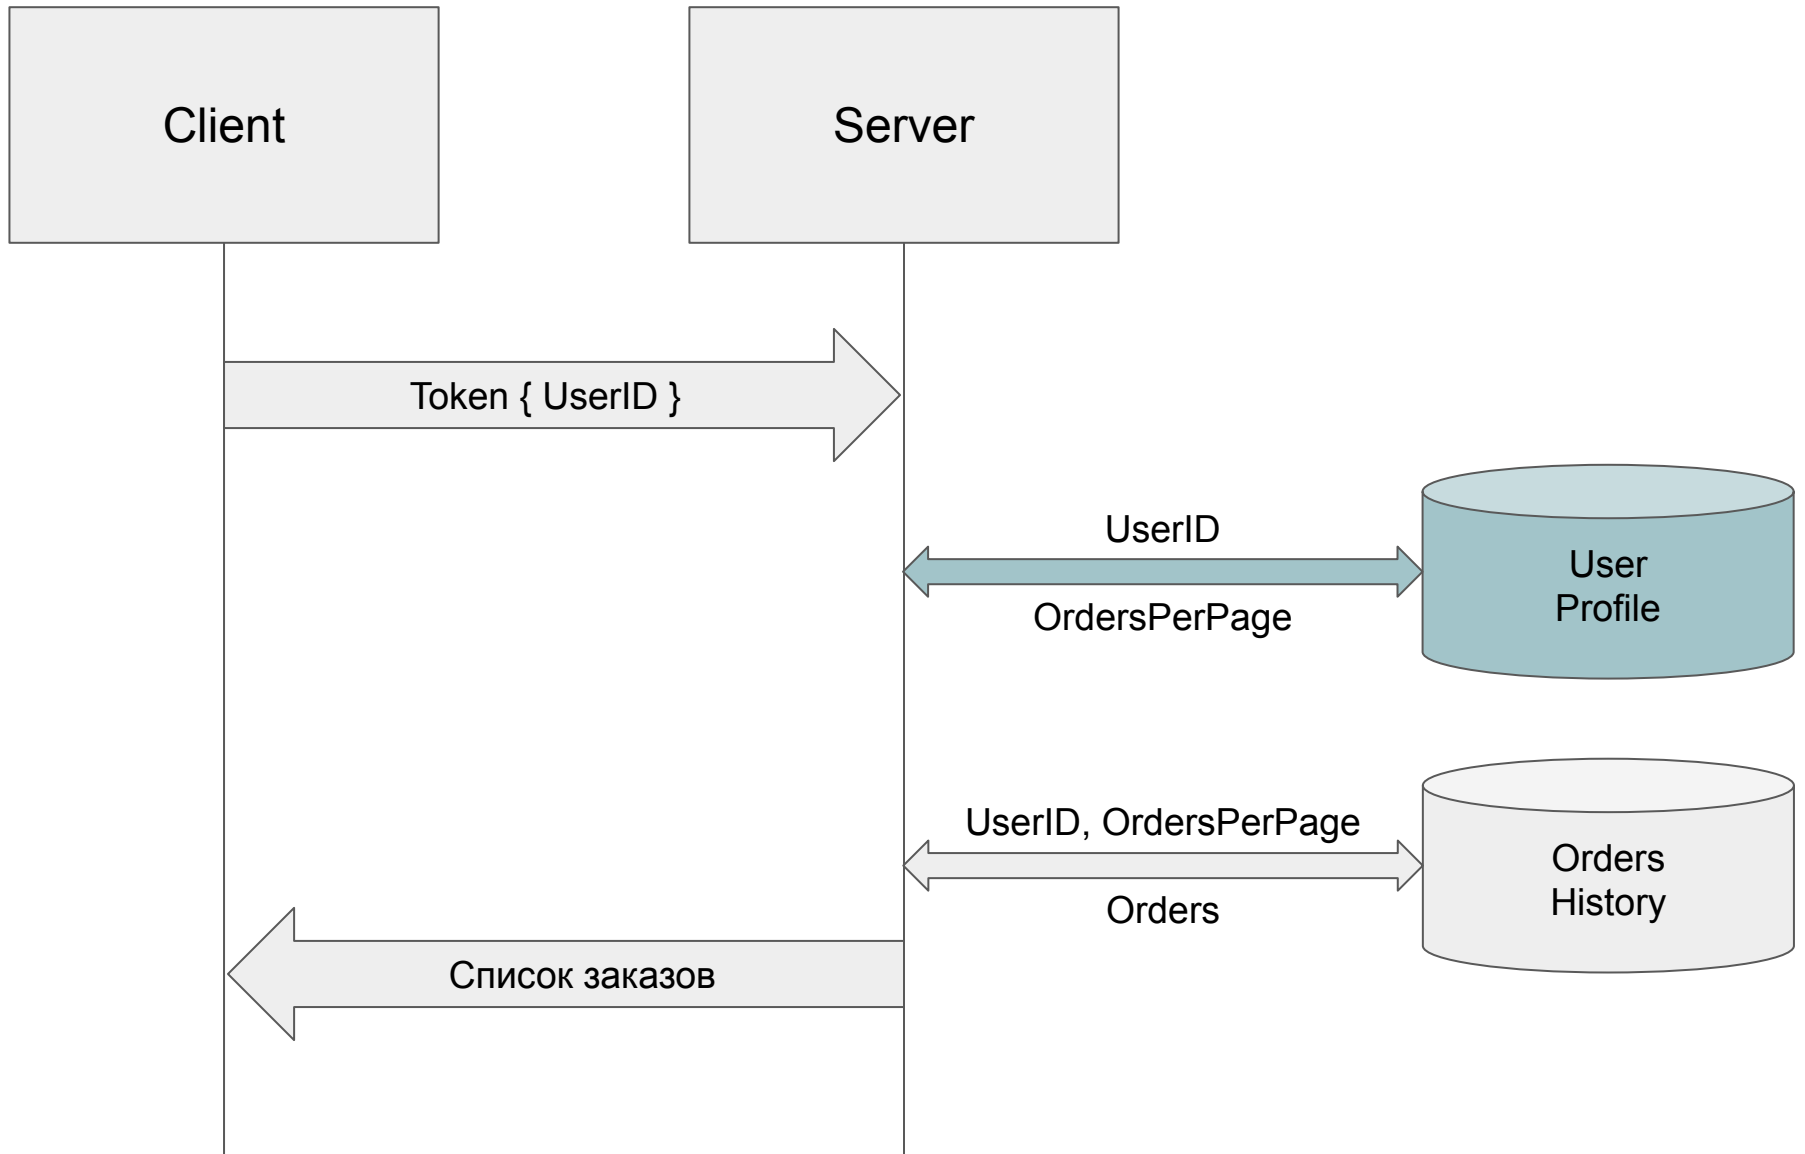 Client
Server
Token { UserID }
UserID
OrdersPerPage
User
Profile
UserID, OrdersPerPage
Orders
Orders
History
Список заказов